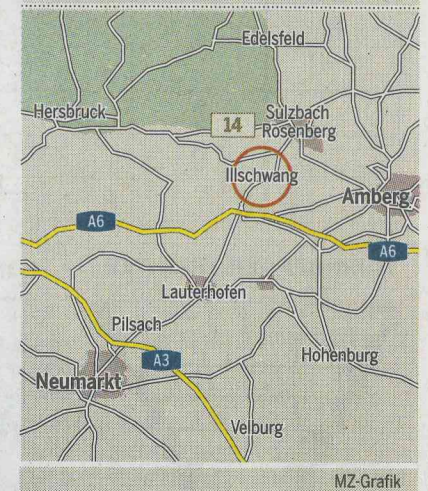 Edelsfeld
Hersbruck
14
Sulzbach
Rosenberg
Illschwang
Amberg
A6
A6
Lauterhofen
Pilsach
A3
Hohenburg
Neumarkt
Velburg
MZ-Grafik